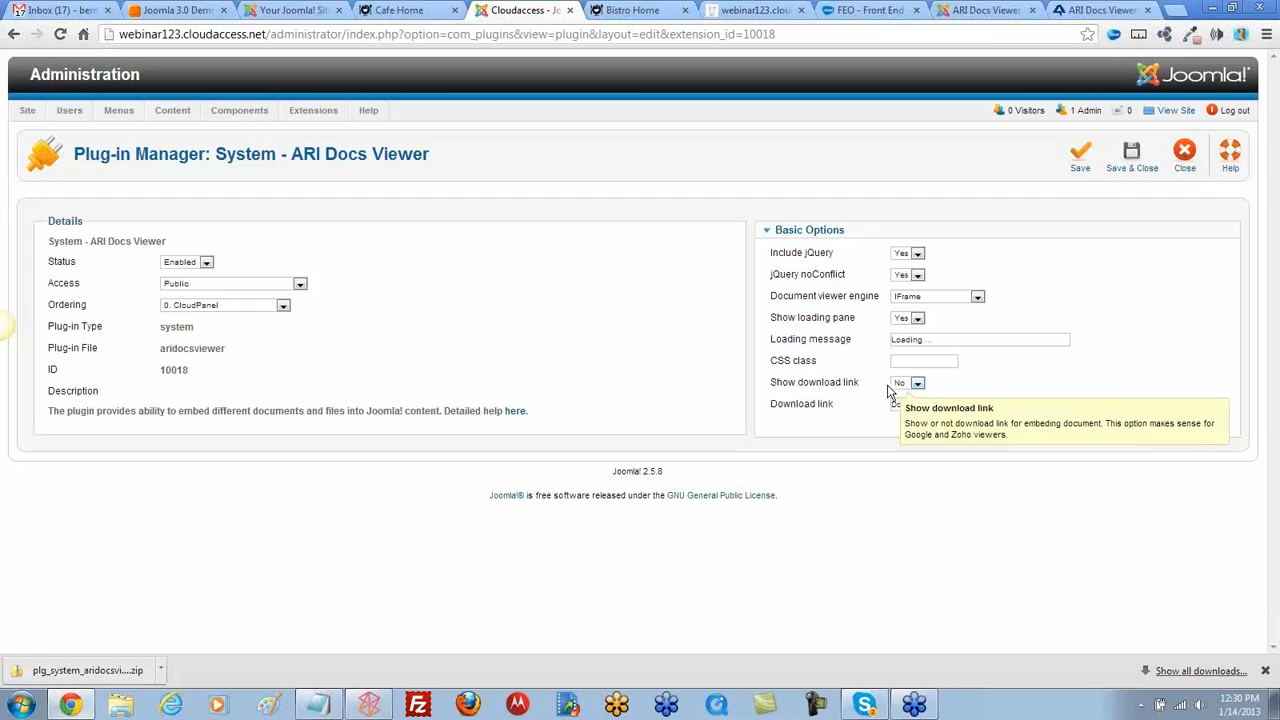 Inbox (17) - bern
Joomla 3.0 Demo
Your Joomla! Sit
Cafe Home
Cloudaccess - Jo
Bistro Home
webinar123.cloud
FEO - Front End
ARI Docs Viewer
ARI Docs Viewer
webinar123.cloudaccess.net/administrator/index.php?option=com_plugins&view=plugin&layout=edit&extension_id=10018
Administration
Joomla!
Site Users Menus Content Components Extensions Help
0 Visitors 1 Admin 0 View Site Log out
Plug-in Manager: System - ARI Docs Viewer
Save Save & Close Close Help
Details
System - ARI Docs Viewer
Status Enabled
Access Public
Ordering 0. CloudPanel
Plug-in Type system
Plug-in File aridocsviewer
ID 10018
Description
The plugin provides ability to embed different documents and files into Joomla! content. Detailed help here.
Basic Options
Include jQuery Yes
jQuery noConflict Yes
Document viewer engine IFrame
Show loading pane Yes
Loading message Loading ...
CSS class
Show download link No
Download link
Show download link
Show or not download link for embeding document. This option makes sense for
Google and Zoho viewers.
Joomla! 2.5.8
Joomla!® is free software released under the GNU General Public License.
plg_system_aridocsvi....zip
Show all downloads...
12:30 PM
1/14/2013